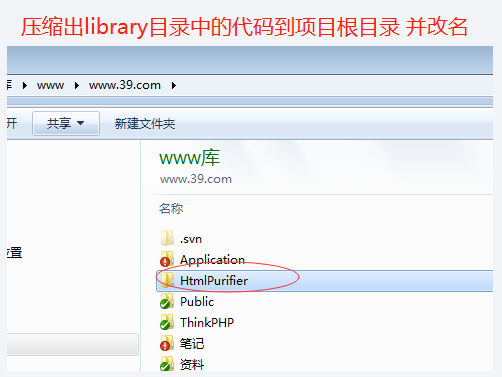 压缩出library目录中的代码到项目根目录 并改名
库 ▸ www ▸ www.39.com ▸
开 共享 ▼ 新建文件夹
www库
www.39.com
名称
.svn
位置
Application
HtmlPurifier
Public
ThinkPHP
笔记
资料